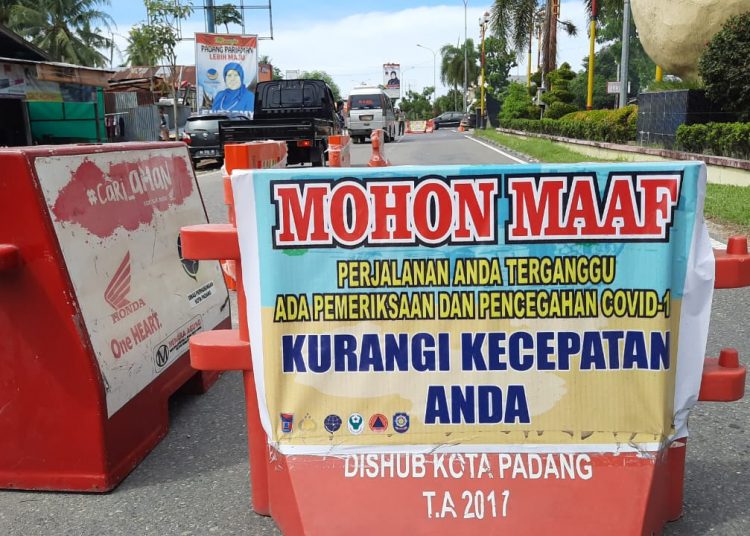 PADANG PARIAMAN
LEBIH MAJU
#CARI_AMAN
HONDA
One HEART.
MOHON MAAF
PERJALANAN ANDA TERGANGGU
ADA PEMERIKSAAN DAN PENCEGAHAN COVID-1
KURANGI KECEPATAN
ANDA
DISHUB KOTA PADANG
T.A 2017